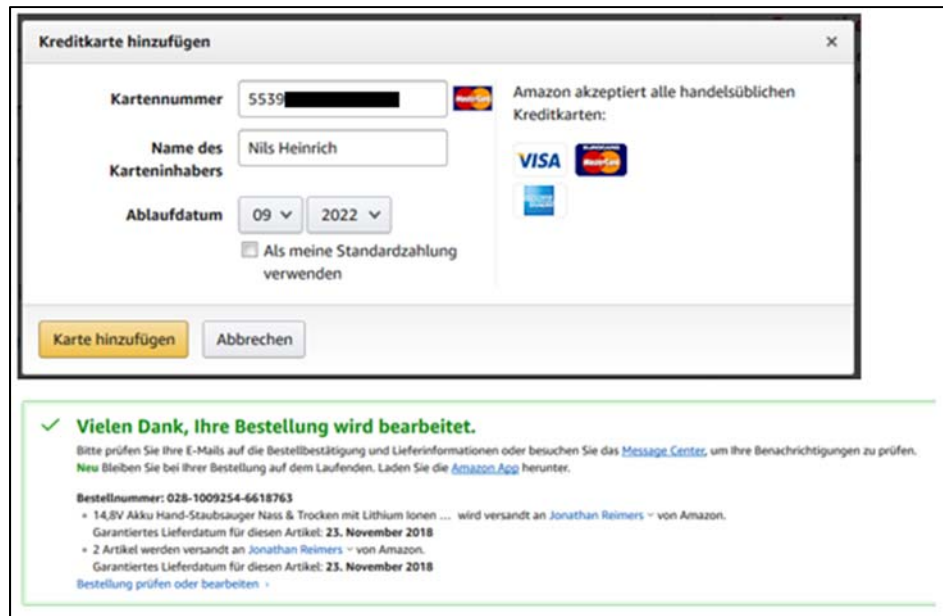 Kreditkarte hinzufügen ×
Kartennummer 5539 MasterCard
Amazon akzeptiert alle handelsüblichen
Kreditkarten:
Name des
Karteninhabers
Nils Heinrich
VISA MasterCard
Ablaufdatum 09 2022
Als meine Standardzahlung
verwenden
Karte hinzufügen Abbrechen
Vielen Dank, Ihre Bestellung wird bearbeitet.
Bitte prüfen Sie Ihre E-Mails auf die Bestellbestätigung und Lieferinformationen oder besuchen Sie das Message Center, um Ihre Benachrichtigungen zu prüfen.
Neu Bleiben Sie bei Ihrer Bestellung auf dem Laufenden. Laden Sie die Amazon App herunter.
Bestellnummer: 028-1009254-6618763
14,8V Akku Hand-Staubsauger Nass & Trocken mit Lithium Ionen ... wird versandt an Jonathan Reimers von Amazon.
Garantiertes Lieferdatum für diesen Artikel: 23. November 2018
2 Artikel werden versandt an Jonathan Reimers von Amazon.
Garantiertes Lieferdatum für diesen Artikel: 23. November 2018
Bestellung prüfen oder bearbeiten ›